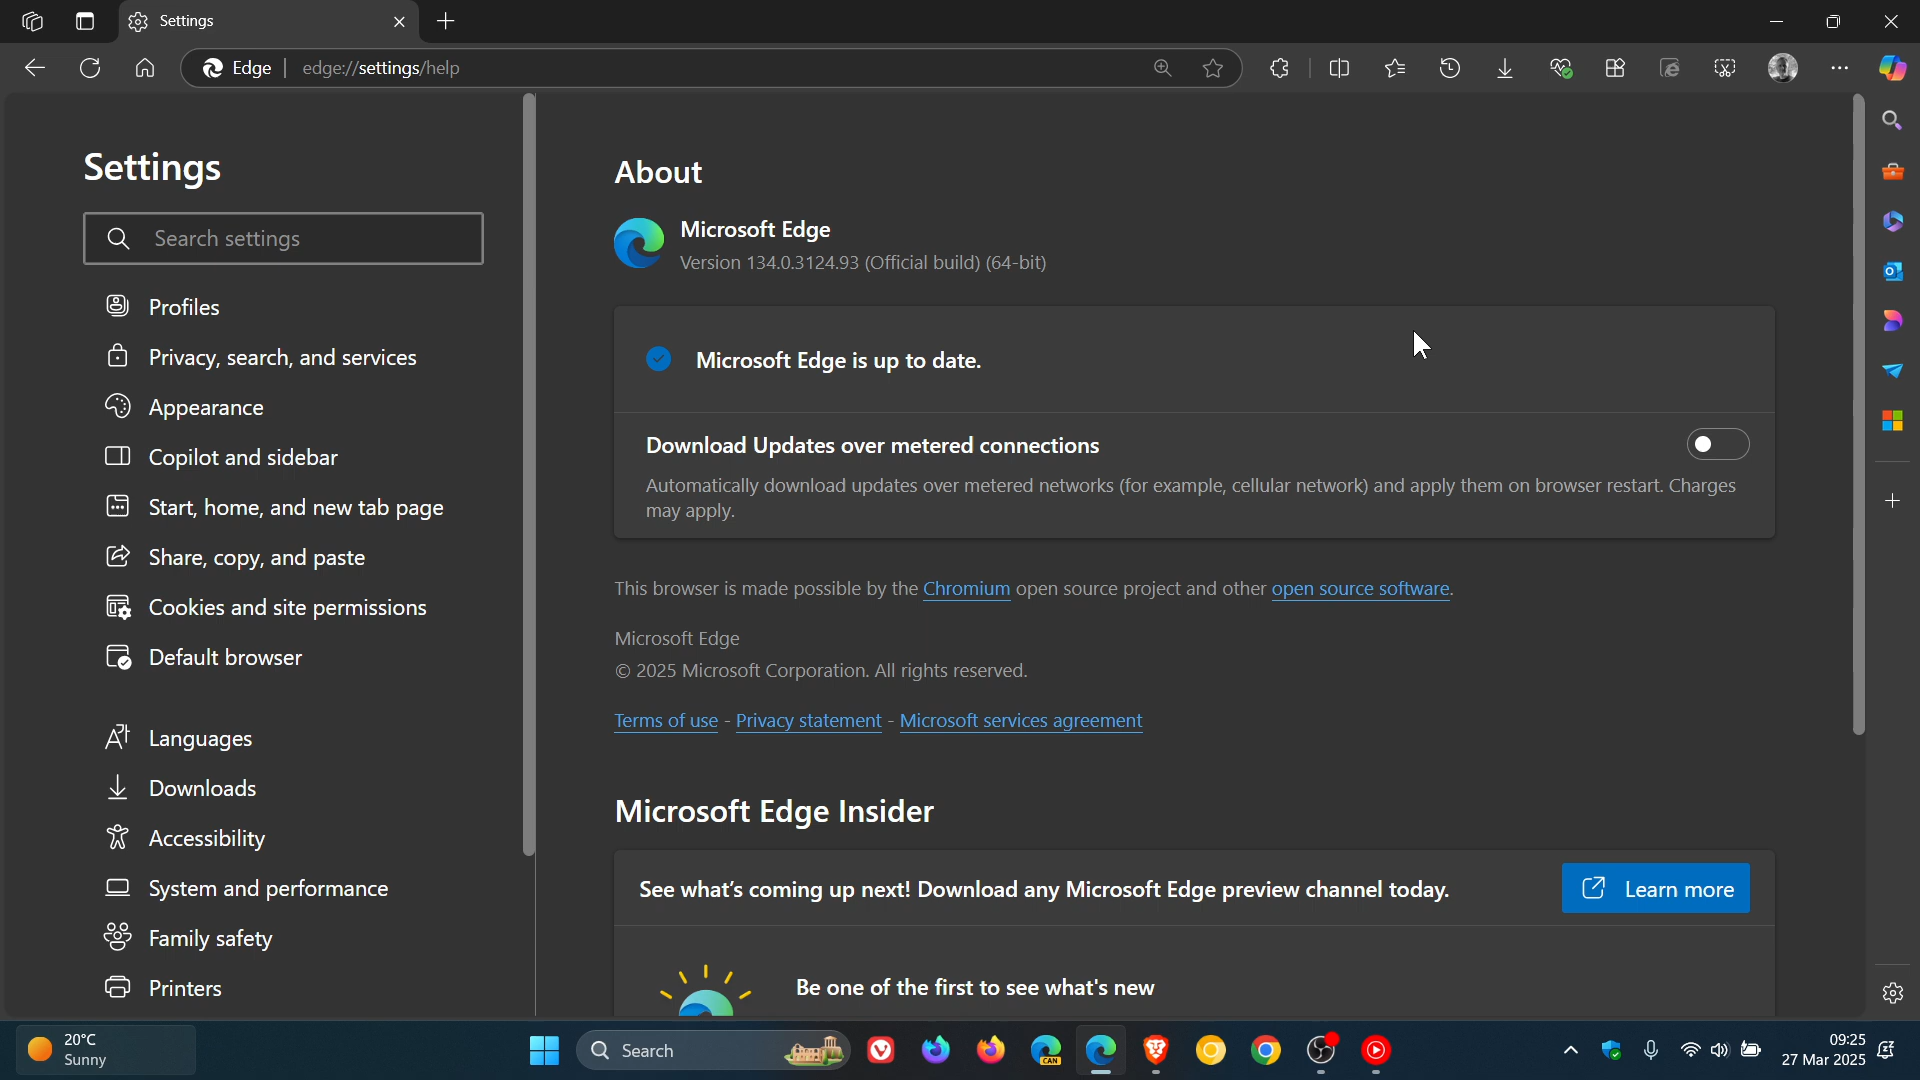 Settings
Edge
edge://settings/help
Settings
Search settings
Profiles
Privacy, search, and services
Appearance
Copilot and sidebar
Start, home, and new tab page
Share, copy, and paste
Cookies and site permissions
Default browser
Languages
Downloads
Accessibility
System and performance
Family safety
Printers
About
Microsoft Edge
Version 134.0.3124.93 (Official build) (64-bit)
Microsoft Edge is up to date.
Download Updates over metered connections
Automatically download updates over metered networks (for example, cellular network) and apply them on browser restart. Charges
may apply.
This browser is made possible by the Chromium open source project and other open source software.
Microsoft Edge
© 2025 Microsoft Corporation. All rights reserved.
Terms of use - Privacy statement - Microsoft services agreement
Microsoft Edge Insider
See what's coming up next! Download any Microsoft Edge preview channel today.
Learn more
Be one of the first to see what's new
20°C
Sunny
Search
CAN
09:25
27 Mar 2025